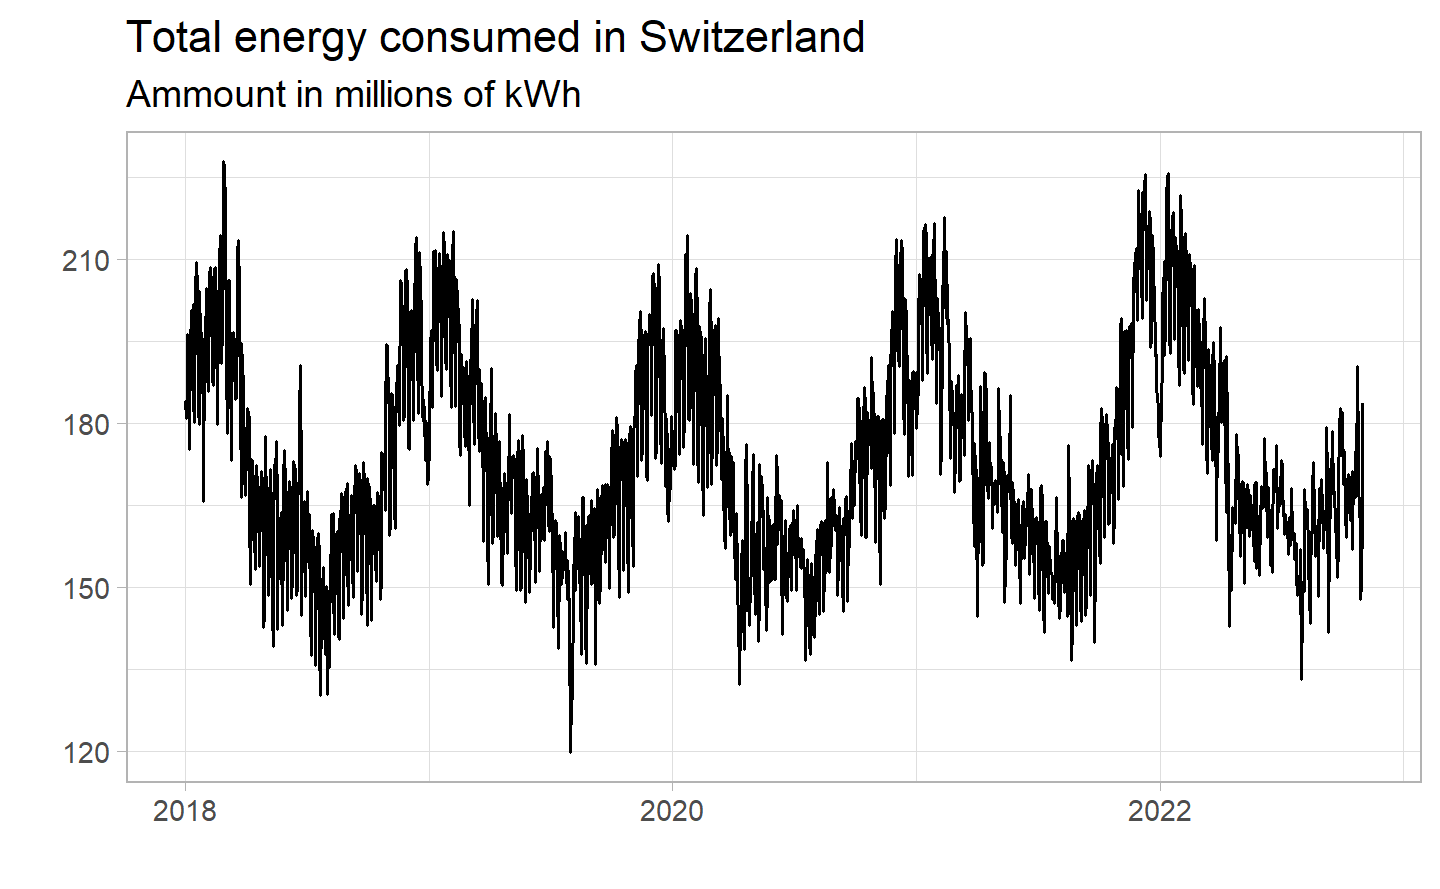 Total energy consumed in Switzerland
Ammount in millions of kWh
210
180
150
120
2018 2020 2022